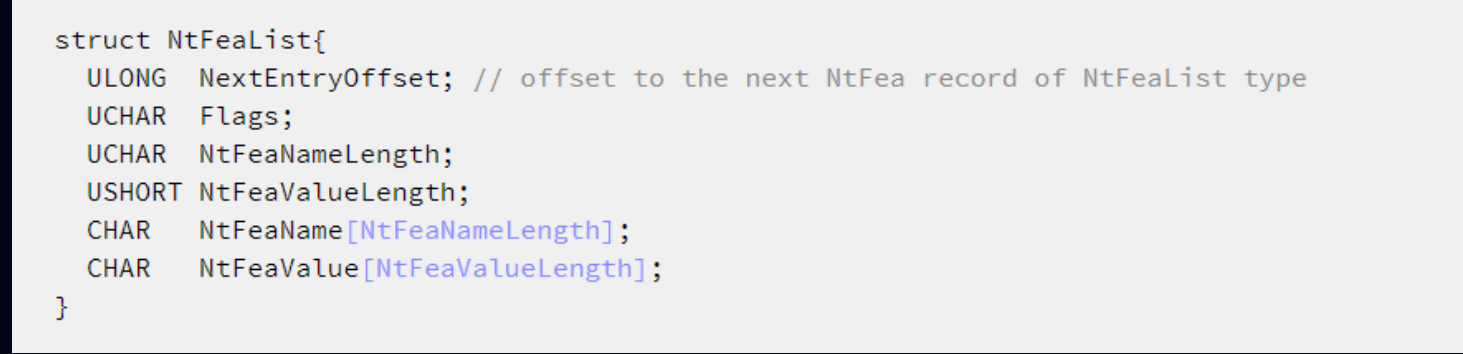 struct NtFeaList{
  ULONG  NextEntryOffset; // offset to the next NtFea record of NtFeaList type
  UCHAR  Flags;
  UCHAR  NtFeaNameLength;
  USHORT NtFeaValueLength;
  CHAR   NtFeaName[NtFeaNameLength];
  CHAR   NtFeaValue[NtFeaValueLength];
}